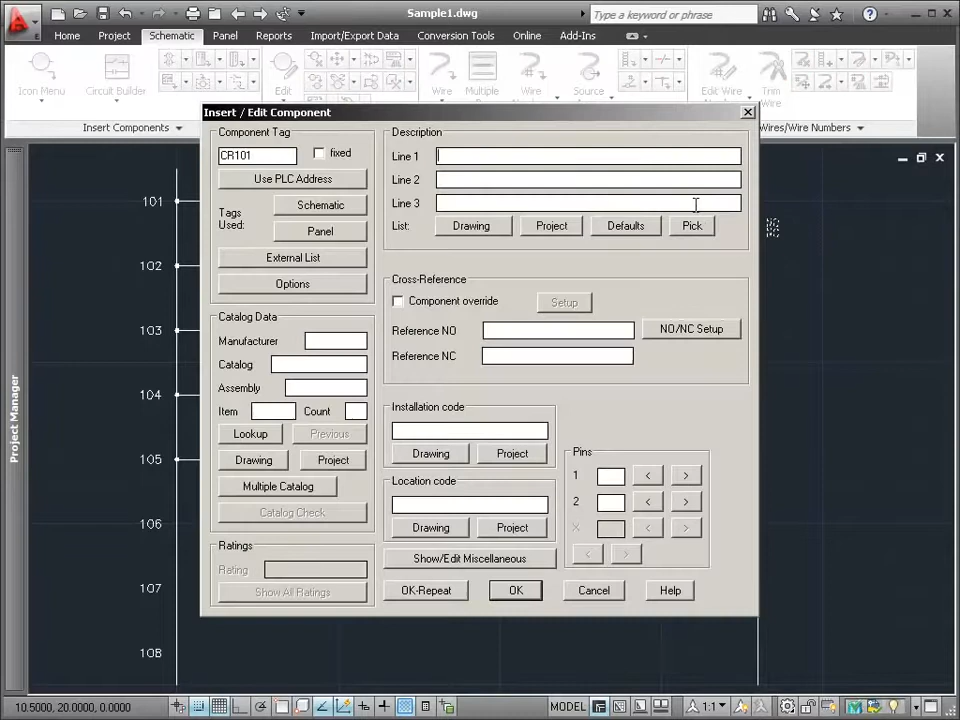 Sample1.dwg
Type a keyword or phrase
Home Project Schematic Panel Reports Import/Export Data Conversion Tools Online Add-Ins
Icon Menu Circuit Builder Edit Wire Multiple Wire Source Edit Wire Trim
Wire
Insert Components Wires/Wire Numbers
Insert / Edit Component
Component Tag
CR101 fixed
Use PLC Address
Tags Used: Schematic
Panel
External List
Options
Catalog Data
Manufacturer
Catalog
Assembly
Item Count
Lookup Previous
Drawing Project
Multiple Catalog
Catalog Check
Ratings
Rating
Show All Ratings
Description
Line 1
Line 2
Line 3
List: Drawing Project Defaults Pick
Cross-Reference
Component override Setup
Reference NO NO/NC Setup
Reference NC
Installation code
Drawing Project
Location code
Drawing Project
Pins
1 < >
2 < >
X < >
< >
Show/Edit Miscellaneous
OK-Repeat OK Cancel Help
101
102
103
104
105
106
107
108
Project Manager
10.5000, 20.0000, 0.0000 MODEL 1:1